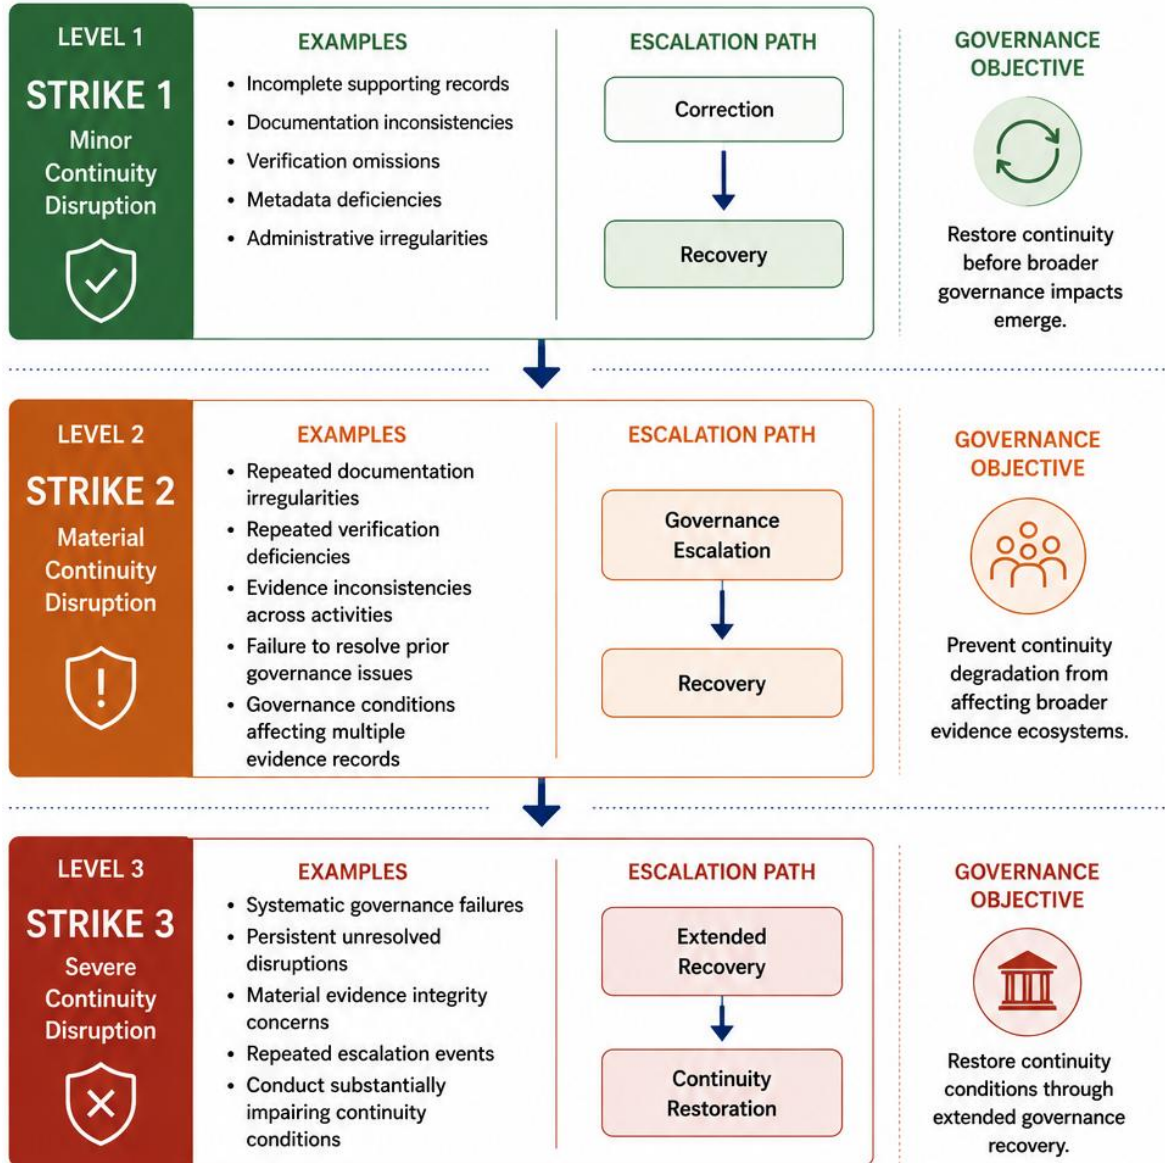 LEVEL 1
STRIKE 1
Minor
Continuity
Disruption
EXAMPLES
• Incomplete supporting records
• Documentation inconsistencies
• Verification omissions
• Metadata deficiencies
• Administrative irregularities
ESCALATION PATH
Correction
Recovery
GOVERNANCE
OBJECTIVE
Restore continuity
before broader
governance impacts
emerge.
LEVEL 2
STRIKE 2
Material
Continuity
Disruption
EXAMPLES
• Repeated documentation
irregularities
• Repeated verification
deficiencies
• Evidence inconsistencies
across activities
• Failure to resolve prior
governance issues
• Governance conditions
affecting multiple
evidence records
ESCALATION PATH
Governance
Escalation
Recovery
GOVERNANCE
OBJECTIVE
Prevent continuity
degradation from
affecting broader
evidence ecosystems.
LEVEL 3
STRIKE 3
Severe
Continuity
Disruption
EXAMPLES
• Systematic governance failures
• Persistent unresolved
disruptions
• Material evidence integrity
concerns
• Repeated escalation events
• Conduct substantially
impairing continuity
conditions
ESCALATION PATH
Extended
Recovery
Continuity
Restoration
GOVERNANCE
OBJECTIVE
Restore continuity
conditions through
extended governance
recovery.